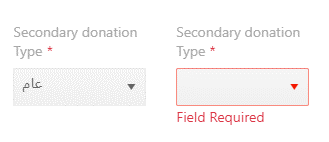 Secondary donation
Type *
عام
Secondary donation
Type *
Field Required